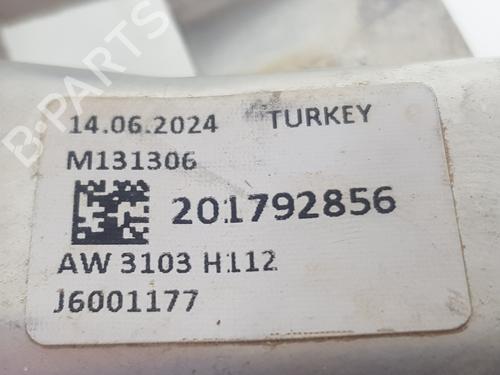 14.06.2024 TURKEY
M131306
201792856
AW 3103 H112
J6001177
B-PARTS